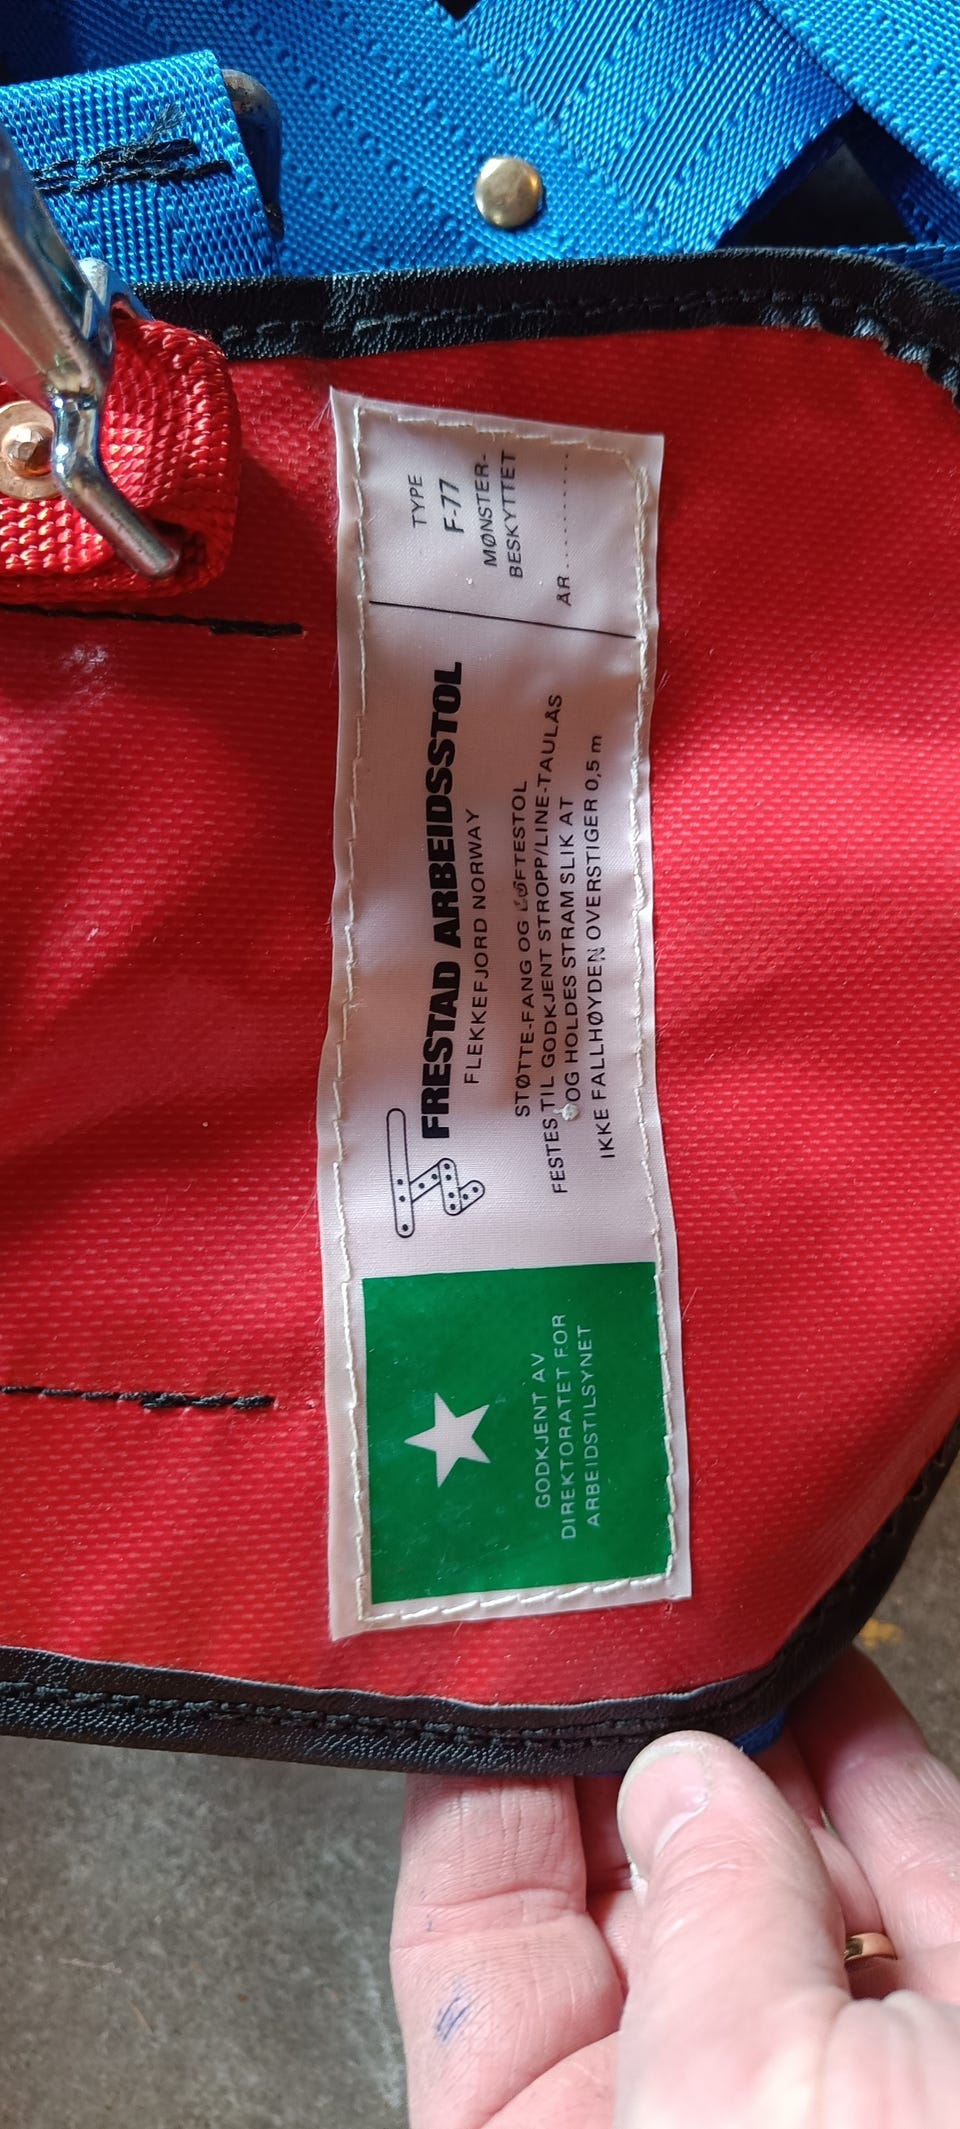 GODKJENT AV
DIREKTORATET FOR
ARBEIDSTILSYNET
FRESTAD ARBEIDSSTOL
FLEKKEFJORD NORWAY
STØTTE-FANG OG LØFTESTOL
FESTES TIL GODKJENT STROPP/LINE-TAULÅS
OG HOLDES STRAM SLIK AT
IKKE FALLHØYDEN OVERSTIGER 0,5 m
TYPE
F-77
MØNSTER-
BESKYTTET
ÅR..........